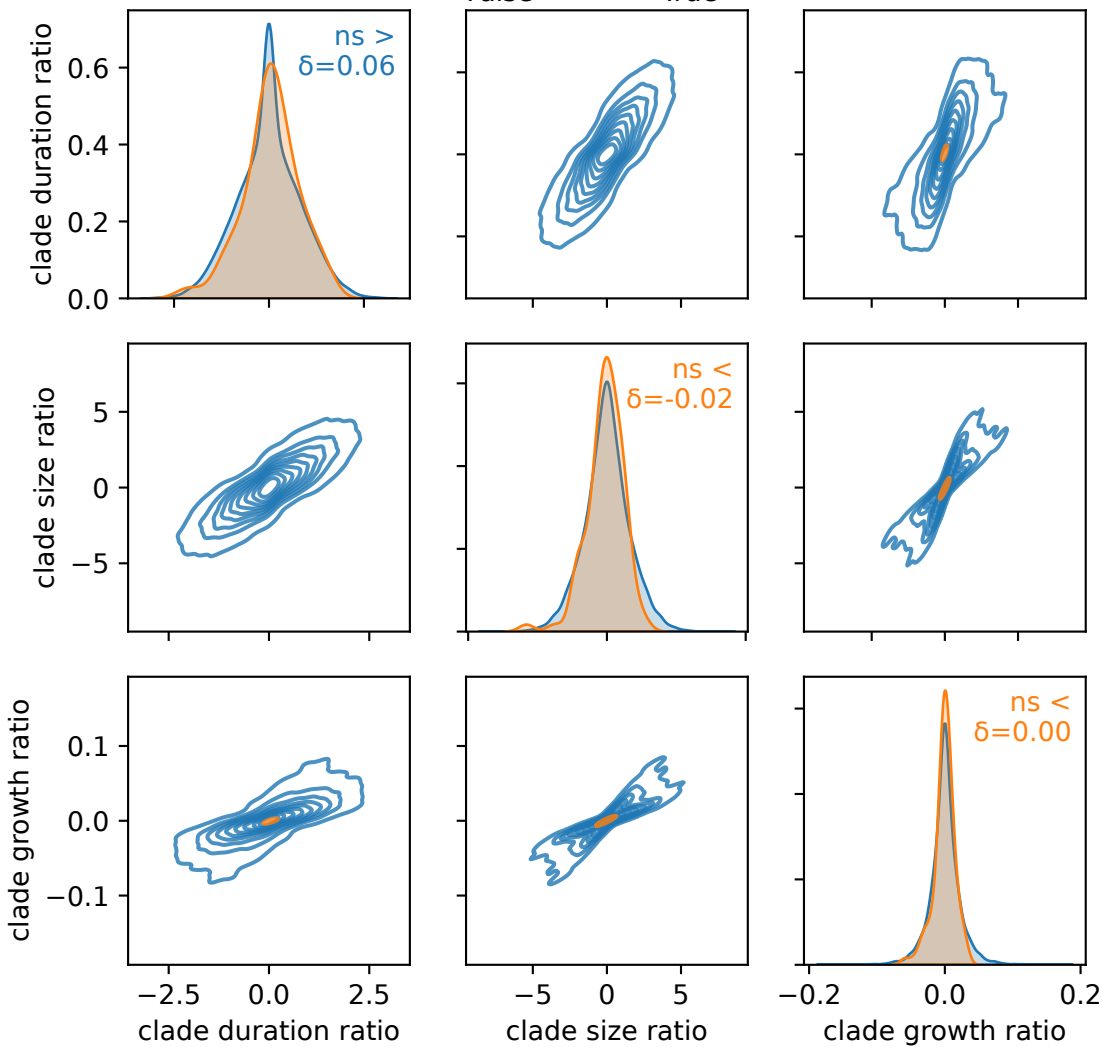 clade duration ratio
0.6
0.4
0.2
0.0
ns >
δ=0.06
clade size ratio
5
0
−5
ns <
δ=-0.02
clade growth ratio
0.1
0.0
−0.1
ns <
δ=0.00
−2.5 0.0 2.5
clade duration ratio
−5 0 5
clade size ratio
−0.2 0.0 0.2
clade growth ratio